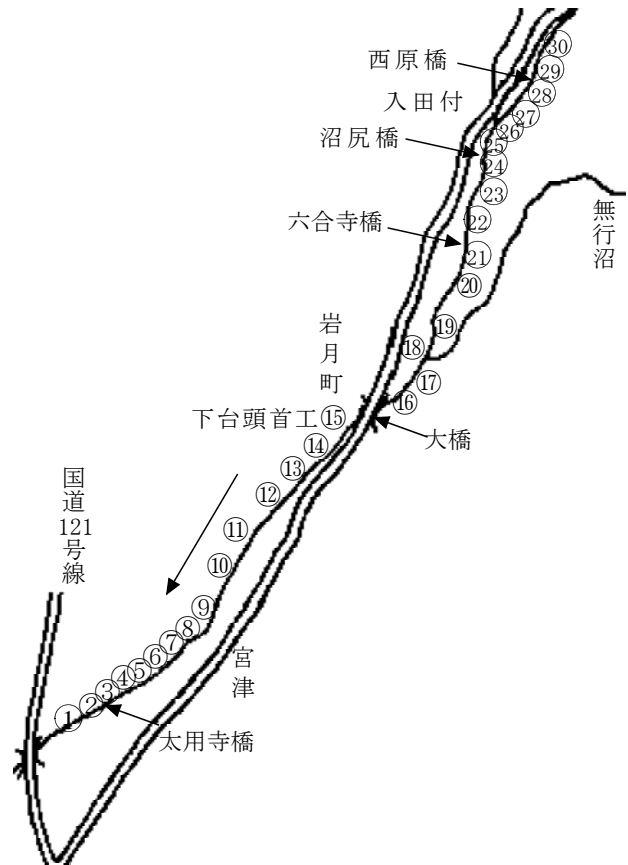 ㉚
西原橋
㉙
㉘
入田付
㉗
㉖
沼尻橋
㉕
㉔
㉓
無行沼
六合寺橋
㉒
㉑
⑳
岩月町
⑲
⑱
⑰
⑯
下台頭首工
⑮
大橋
⑭
⑬
⑫
国道121号線
⑪
⑩
⑨
⑧
⑦
⑥
⑤
④
③
②
①
宮津
太用寺橋